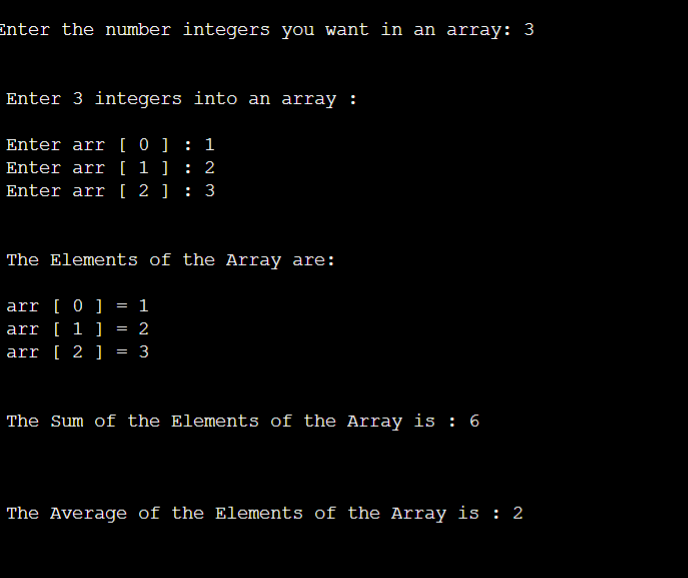 Enter the number integers you want in an array: 3
Enter 3 integers into an array :
Enter arr [ 0 ] : 1
Enter arr [ 1 ] : 2
Enter arr [ 2 ] : 3
The Elements of the Array are:
arr [ 0 ] = 1
arr [ 1 ] = 2
arr [ 2 ] = 3
The Sum of the Elements of the Array is : 6
The Average of the Elements of the Array is : 2